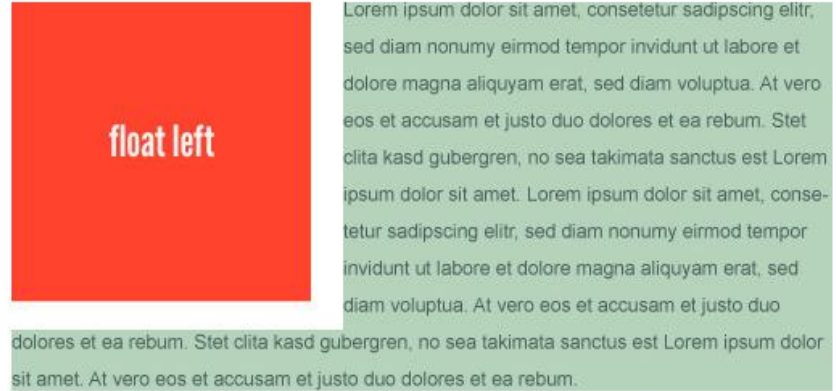 float left
Lorem ipsum dolor sit amet, consetetur sadipscing elitr,
sed diam nonumy eirmod tempor invidunt ut labore et
dolore magna aliquyam erat, sed diam voluptua. At vero
eos et accusam et justo duo dolores et ea rebum. Stet
clita kasd gubergren, no sea takimata sanctus est Lorem
ipsum dolor sit amet. Lorem ipsum dolor sit amet, conse-
tetur sadipscing elitr, sed diam nonumy eirmod tempor
invidunt ut labore et dolore magna aliquyam erat, sed
diam voluptua. At vero eos et accusam et justo duo
dolores et ea rebum. Stet clita kasd gubergren, no sea takimata sanctus est Lorem ipsum dolor
sit amet. At vero eos et accusam et justo duo dolores et ea rebum.